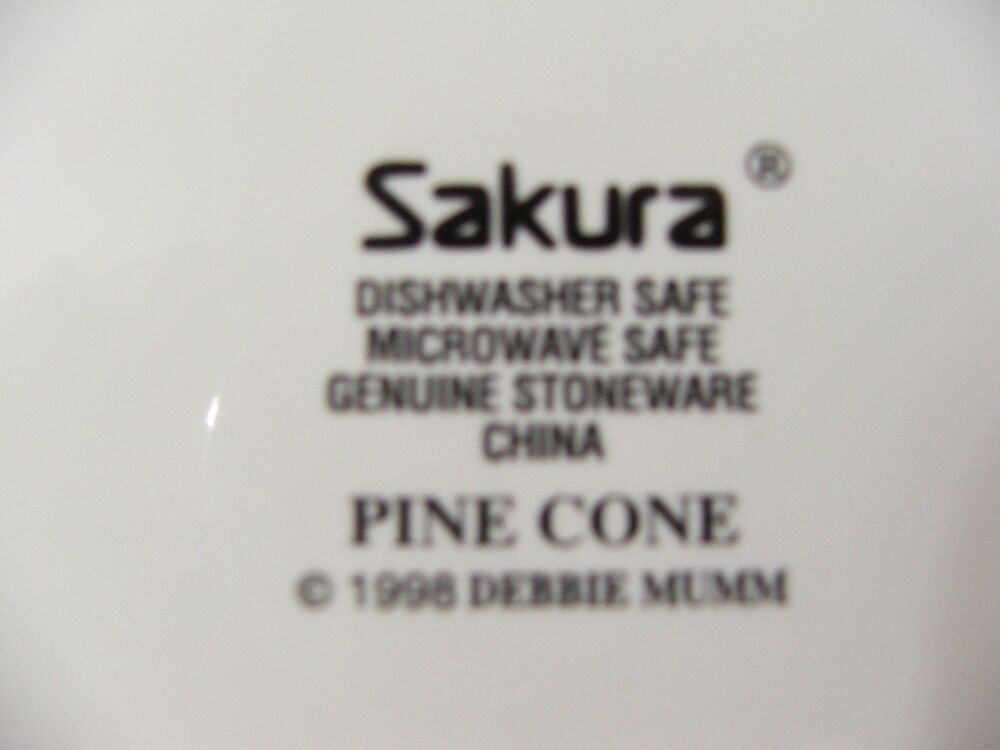 Sakura®
DISHWASHER SAFE
MICROWAVE SAFE
GENUINE STONEWARE
CHINA
PINE CONE
© 1998 DEBBIE MUMM